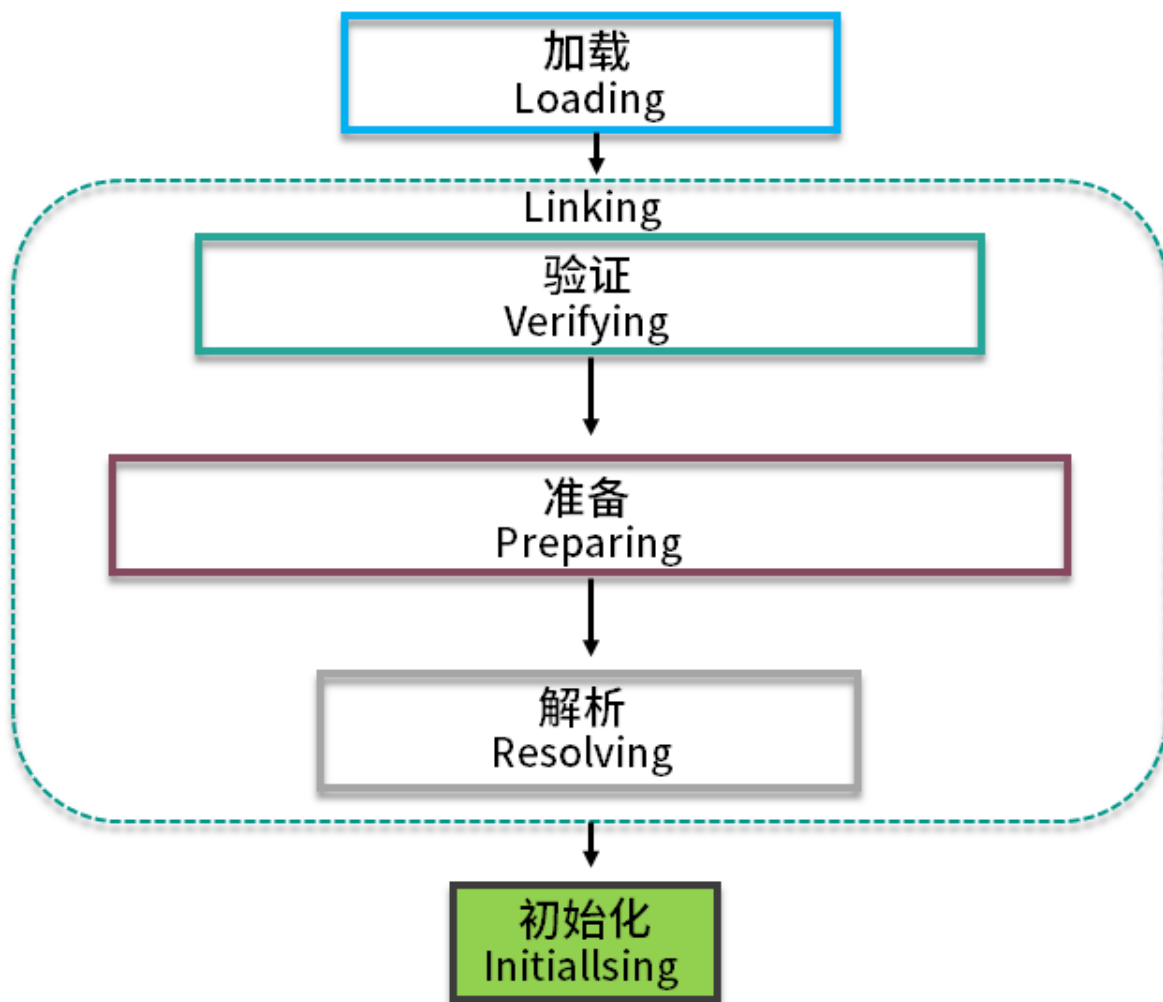 加载
Loading
Linking
验证
Verifying
准备
Preparing
解析
Resolving
初始化
Initiallsing